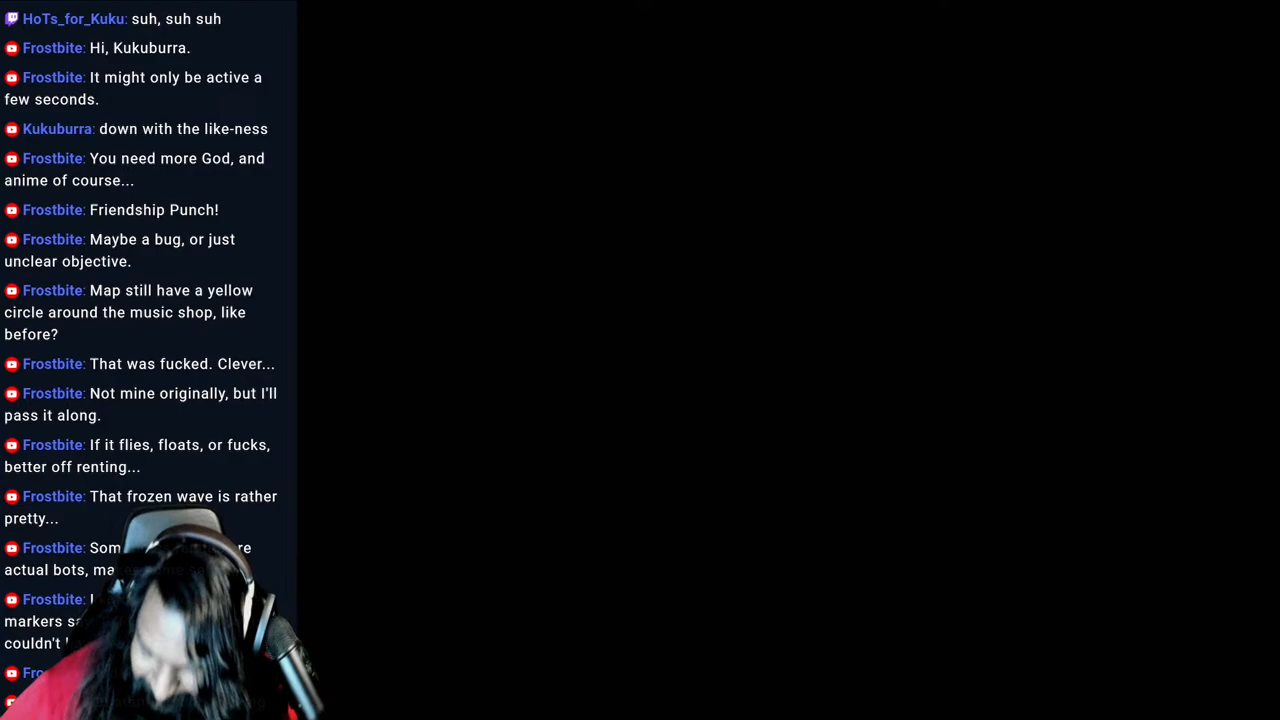 HoTs_for_Kuku: suh, suh suh
Frostbite: Hi, Kukuburra.
Frostbite: It might only be active a
few seconds.
Kukuburra: down with the like-ness
Frostbite: You need more God, and
anime of course...
Frostbite: Friendship Punch!
Frostbite: Maybe a bug, or just
unclear objective.
Frostbite: Map still have a yellow
circle around the music shop, like
before?
Frostbite: That was fucked. Clever...
Frostbite: Not mine originally, but I'll
pass it along.
Frostbite: If it flies, floats, or fucks,
better off renting...
Frostbite: That frozen wave is rather
pretty...
Frostbite:
actual bots,
Frostbite:
markers
couldn't